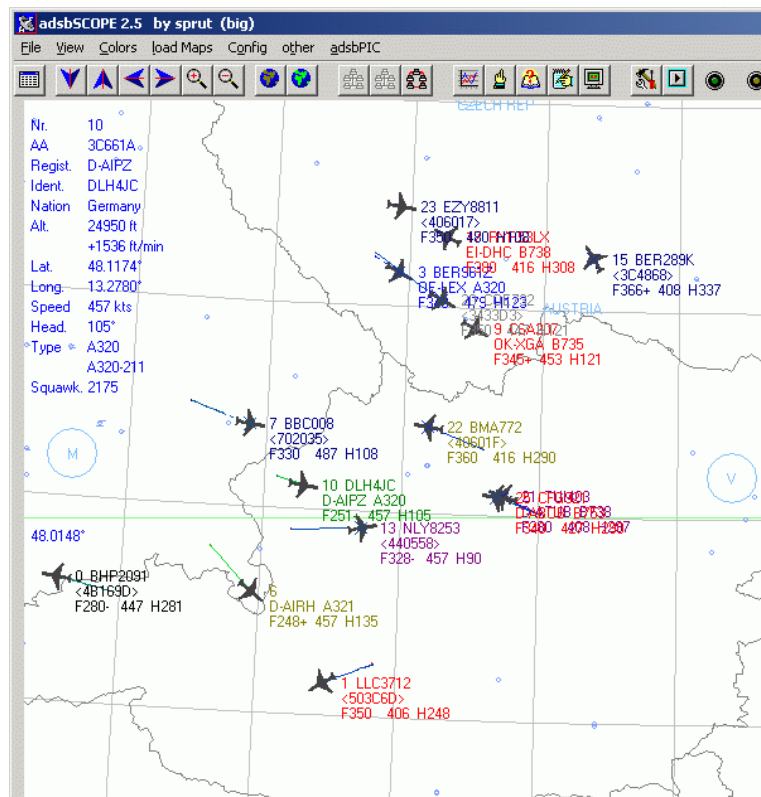 adsbSCOPE 2.5 by sprut (big)
File View Colors load Maps Config other adsbPIC
CZECH REP
Nr. 10
AA 3C661A
Regist. D-AIPZ
Ident. DLH4JC
Nation Germany
Alt. 24950 ft
+1536 ft/min
Lat. 48.1174°
Long. 13.2780°
Speed 457 kts
Head. 105°
Type A320
A320-211
Squawk. 2175
23 EZY8811
<406017>
F350
EI-DHC B738
F390 416 H308
15 BER289K
<3C4868>
F366+ 408 H337
3 BER961Z
OE-LEX A320
479 H123
AUSTRIA
<3433D3>
9 CSA207
OK-XGA B735
F345+ 453 H121
7 BBC008
<702035>
F330 487 H108
22 BMA772
<40601F>
F360 416 H290
10 DLH4JC
D-AIPZ A320
F251+ 457 H105
M
V
48.0148°
13 NLY8253
<440558>
F328- 457 H90
0 BHP2091
<4B169D>
F280- 447 H281
6
D-AIRH A321
F248+ 457 H135
1 LLC3712
<503C6D>
F350 406 H248